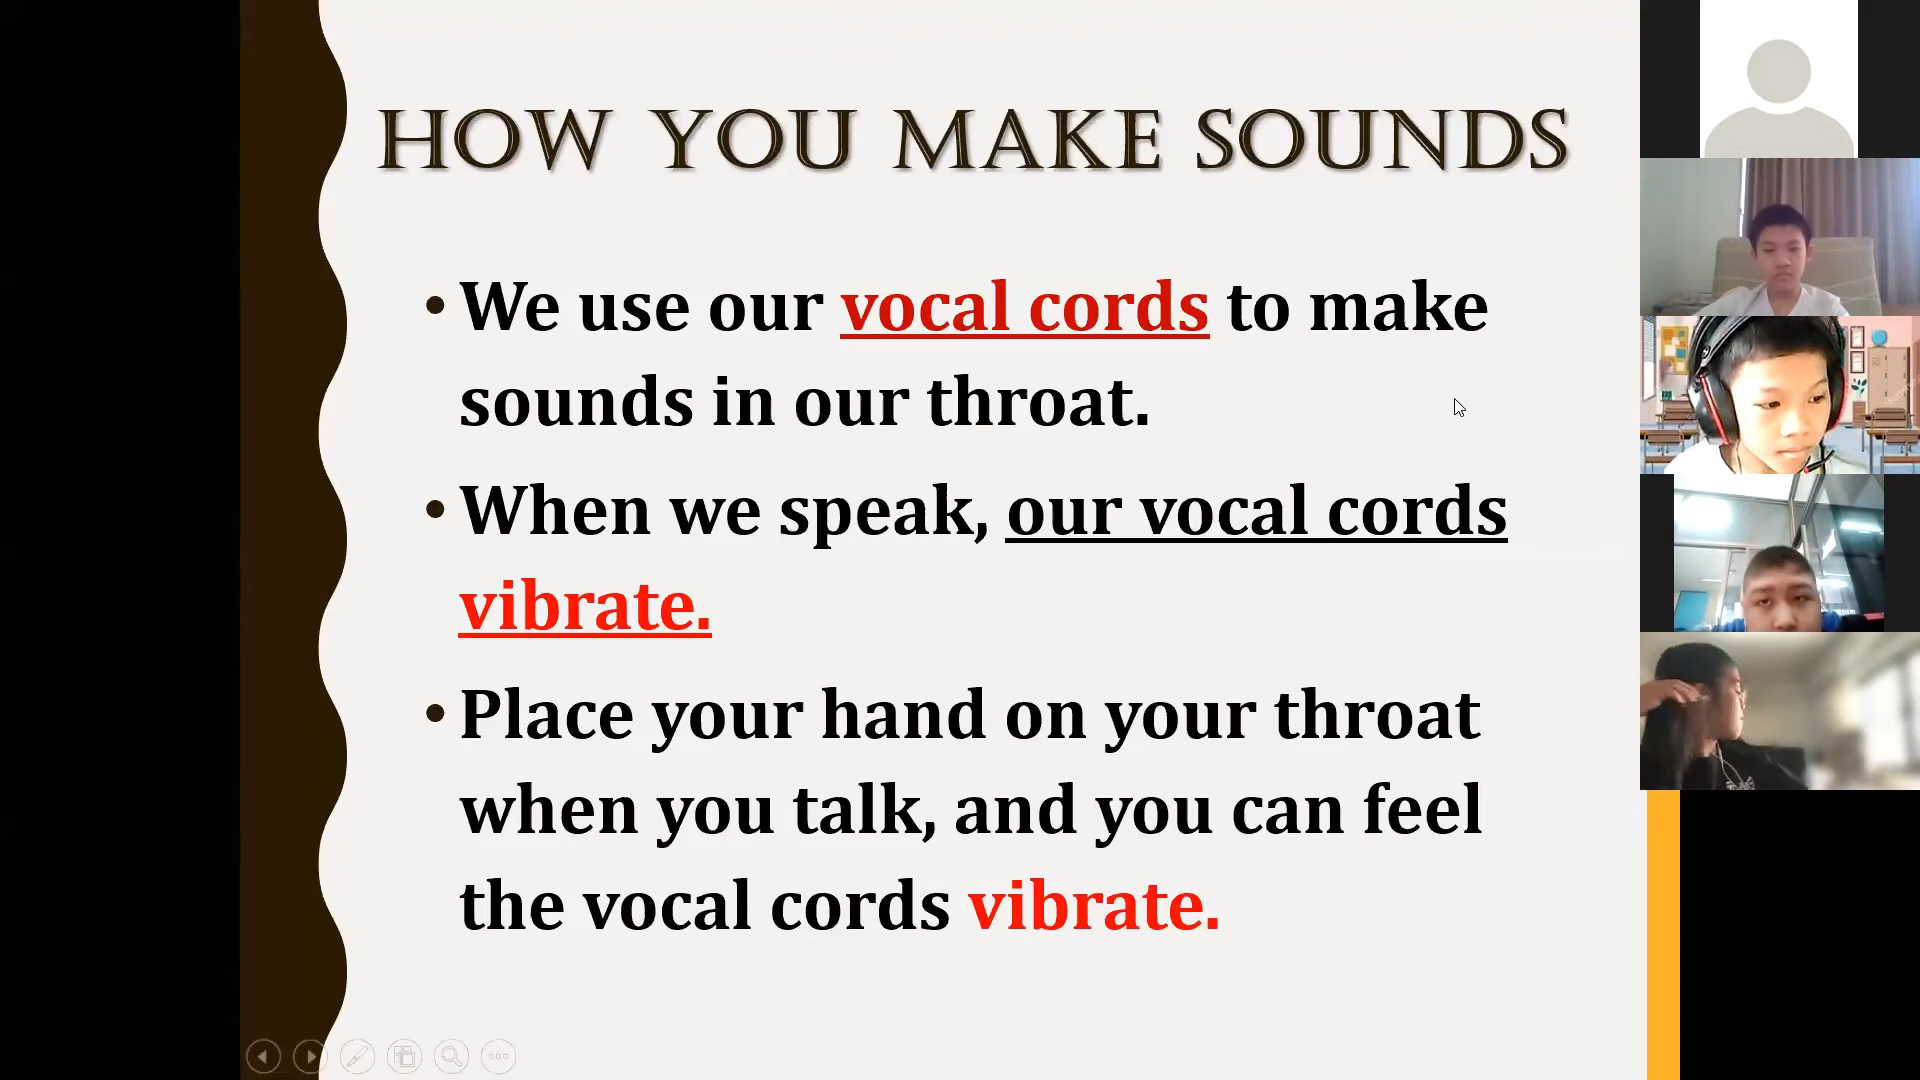 HOW YOU MAKE SOUNDS
• We use our vocal cords to make
sounds in our throat.
• When we speak, our vocal cords
vibrate.
• Place your hand on your throat
when you talk, and you can feel
the vocal cords vibrate.